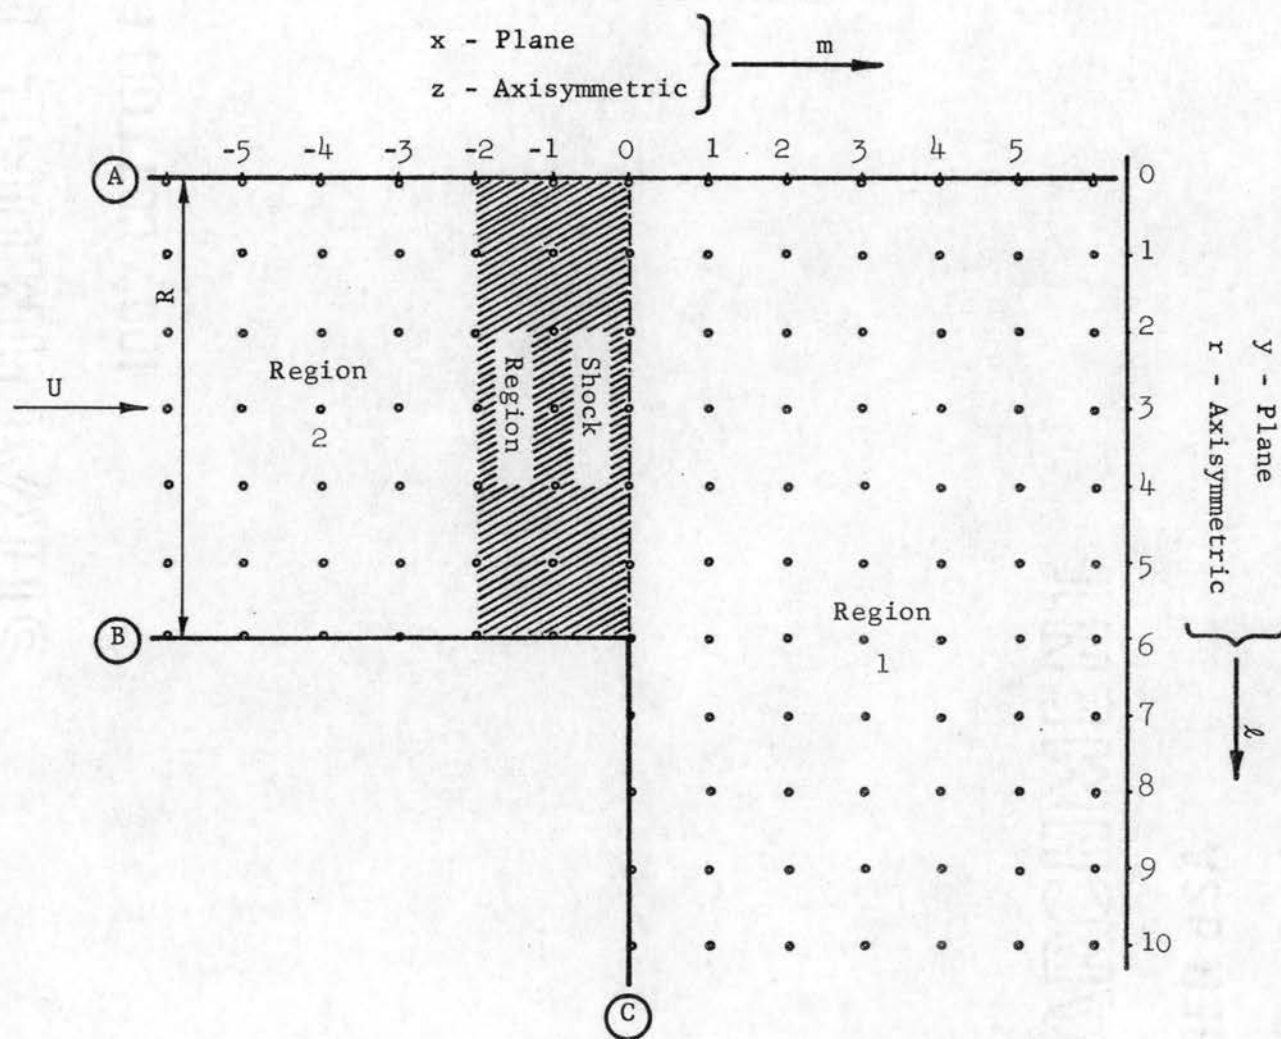 x - Plane
z - Axisymmetric
m
-5 -4 -3 -2 -1 0 1 2 3 4 5
A
0
1
R
2
Region
2
Region
Shock
U
3
4
5
y - Plane
r - Axisymmetric
Region
1
B
6
7
ℓ
8
9
10
C